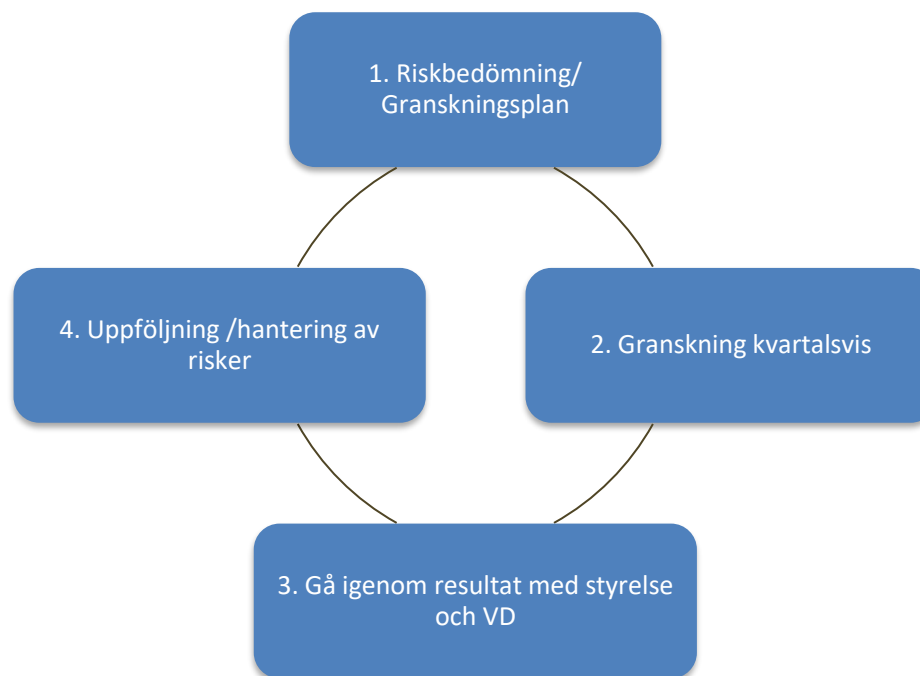 1. Riskbedömning/
Granskningsplan
2. Granskning kvartalsvis
3. Gå igenom resultat med styrelse
och VD
4. Uppföljning /hantering av
risker